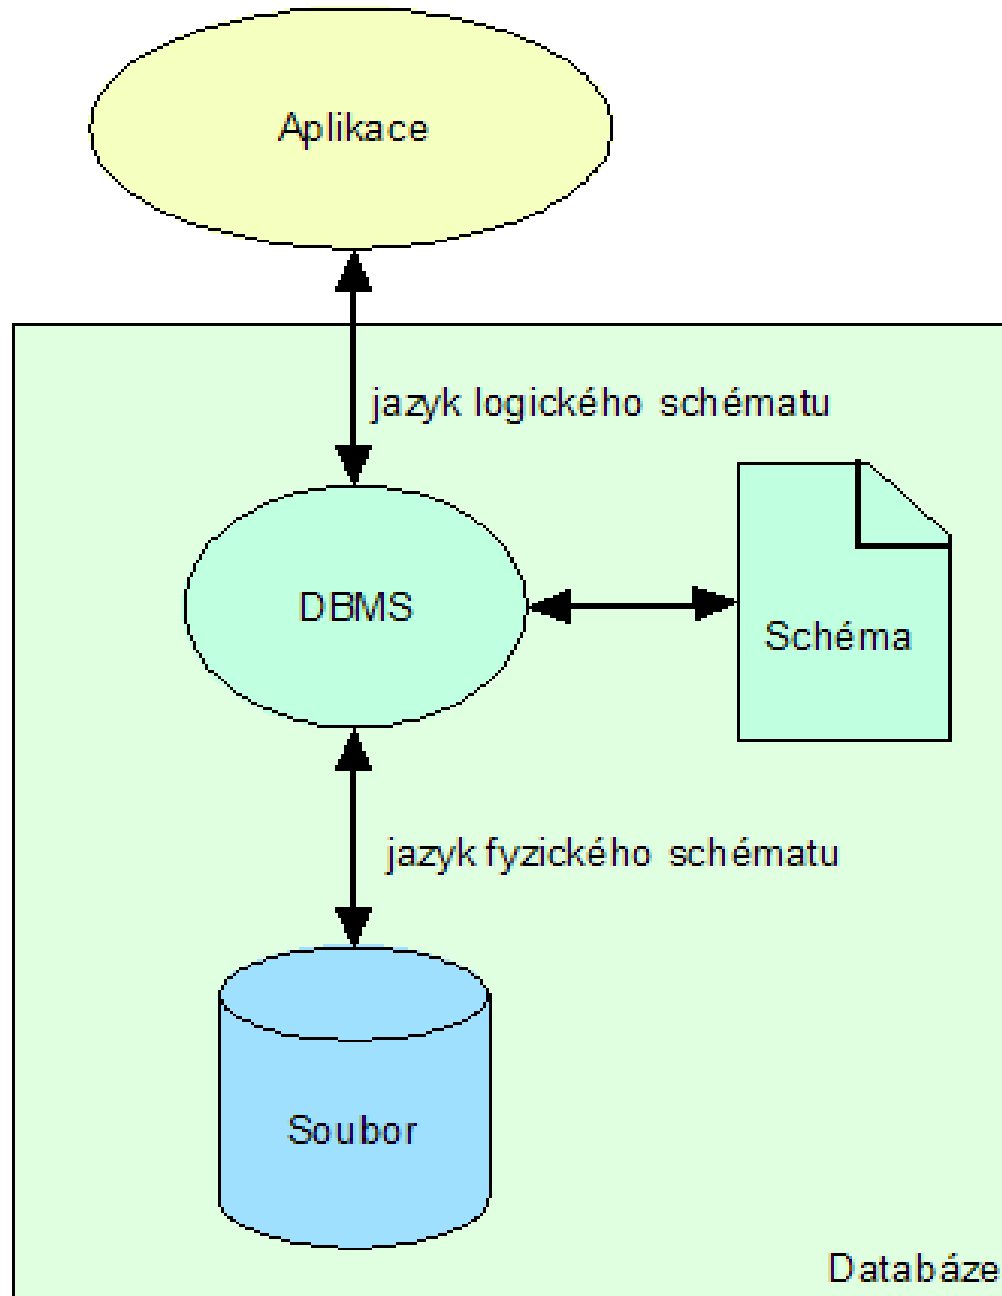 Aplikace
jazyk logického schématu
DBMS
Schéma
jazyk fyzického schématu
Soubor
Databáze